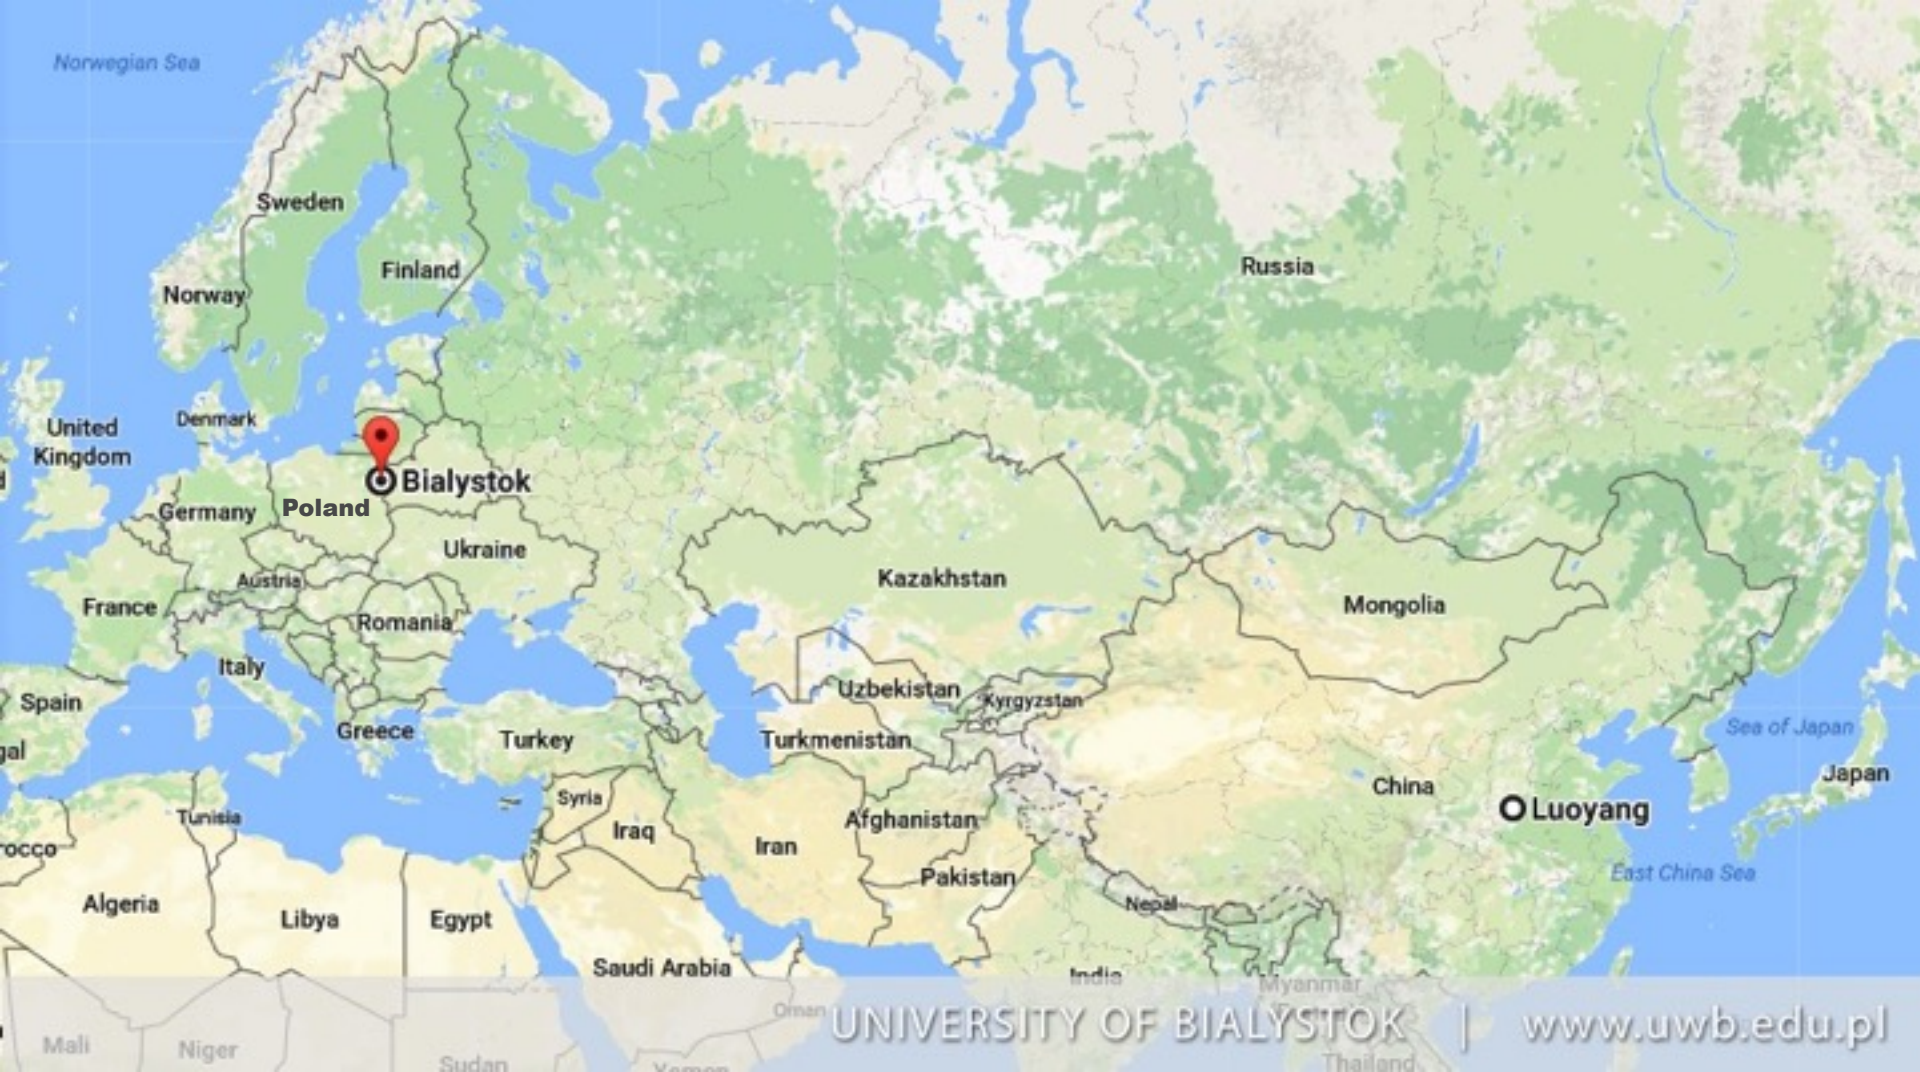 Norwegian Sea
Sweden
Finland
Norway
Russia
Denmark
United
Kingdom
Bialystok
Poland
Germany
Ukraine
Austria
Kazakhstan
France
Romania
Mongolia
Italy
Spain
Uzbekistan
Kyrgyzstan
Greece
Turkey
Turkmenistan
Sea of Japan
gal
Japan
China
Syria
Luoyang
Tunisia
Iraq
Afghanistan
Iran
rocco
Pakistan
East China Sea
Algeria
Libya
Egypt
Nepal
Saudi Arabia
India
Myanmar
Oman
UNIVERSITY OF BIALYSTOK | www.uwb.edu.pl
Mali
Niger
Sudan
Yemen
Thailand